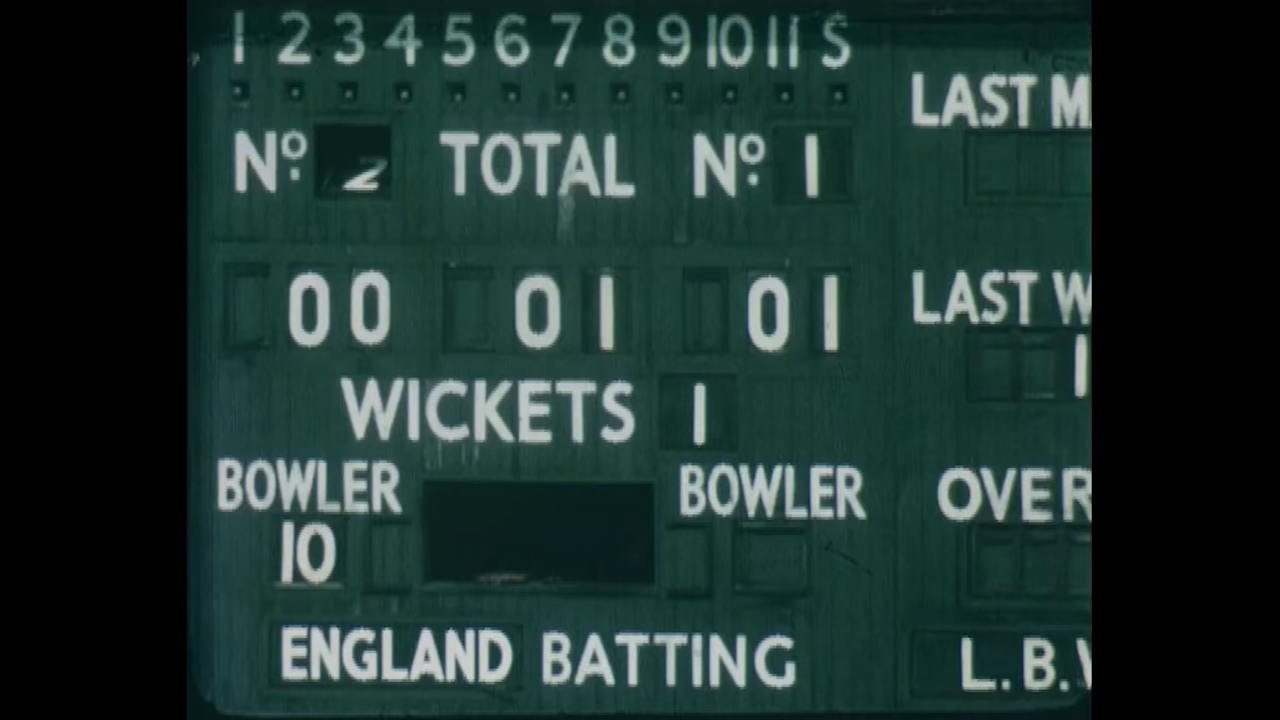 1 2 3 4 5 6 7 8 9 10 11 S
Nº 2 TOTAL Nº 1
LAST M
00 01 01
LAST W
1
WICKETS 1
BOWLER BOWLER
OVER
10
ENGLAND BATTING
L.B.